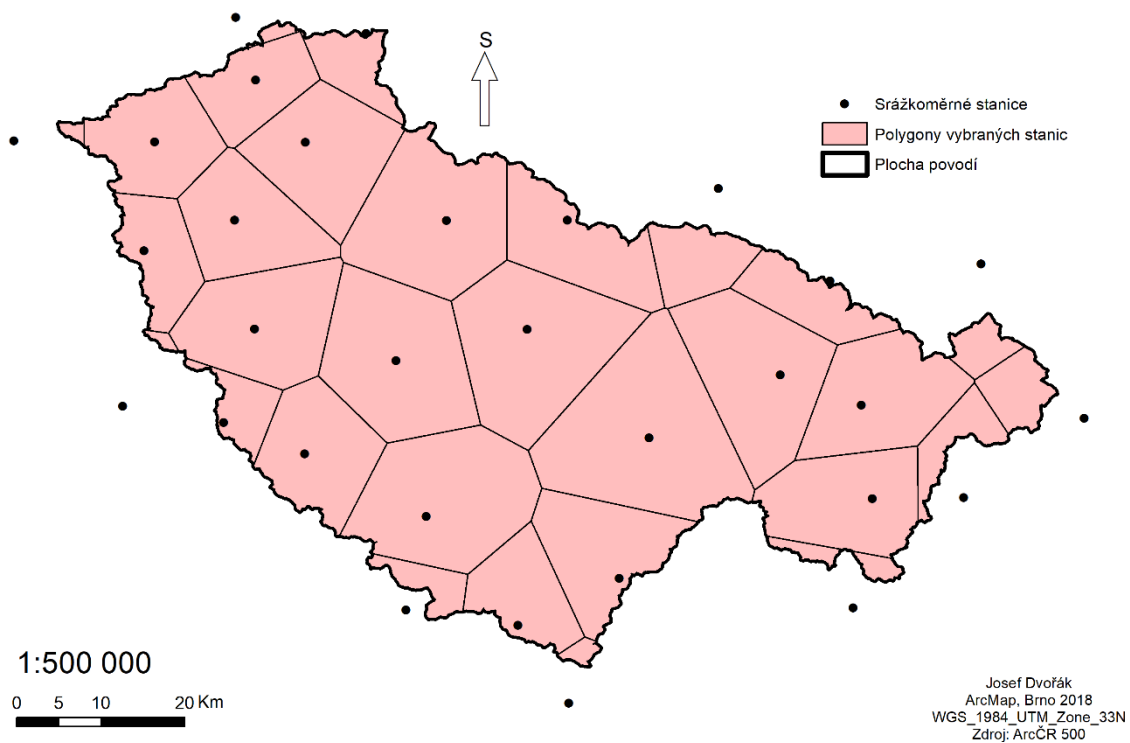 S
Srážkoměrné stanice
Polygony vybraných stanic
Plocha povodí
1:500 000
0 5 10 20 Km
Josef Dvořák
ArcMap, Brno 2018
WGS_1984_UTM_Zone_33N
Zdroj: ArcČR 500